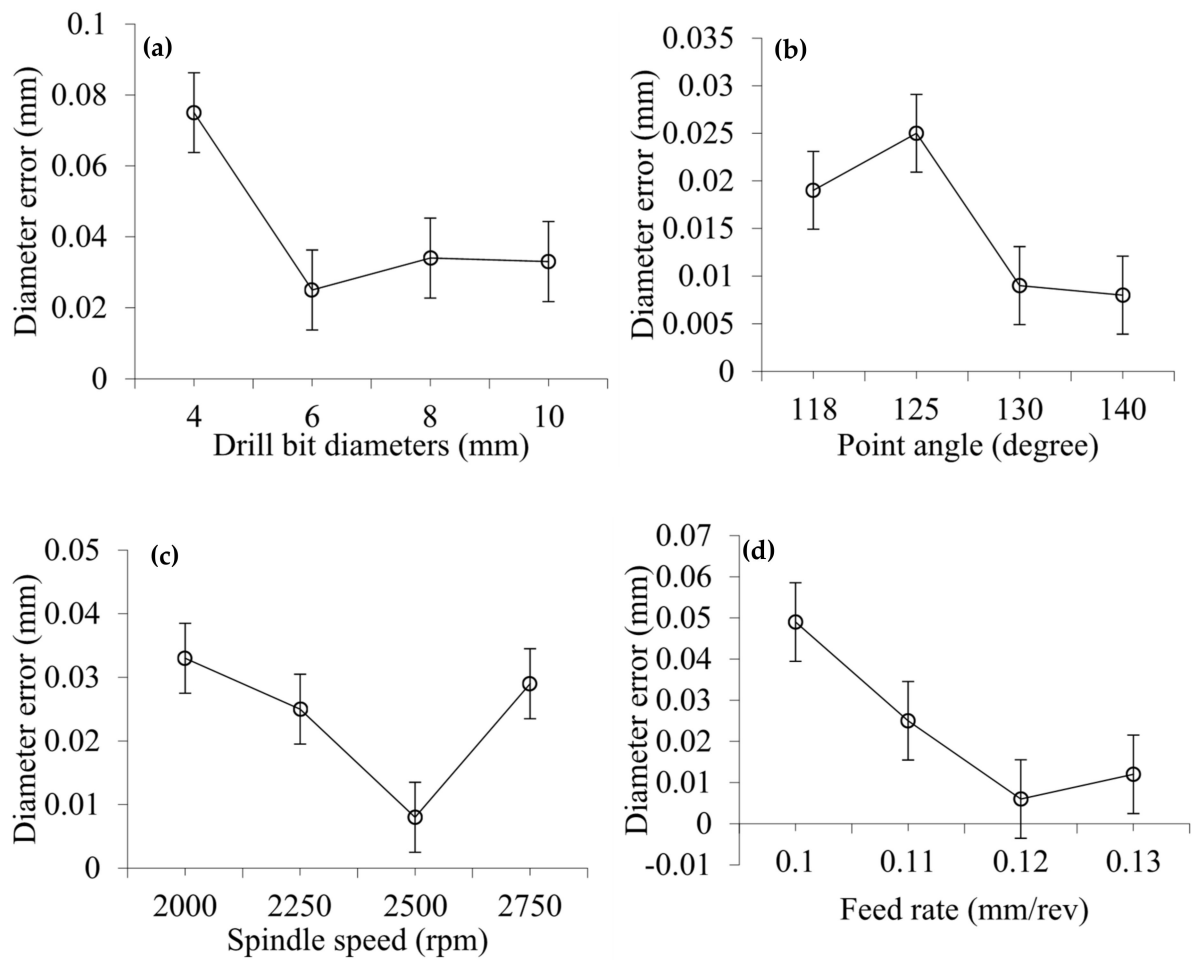 (a)
Diameter error (mm)
0.1
0.08
0.06
0.04
0.02
0
4 6 8 10
Drill bit diameters (mm)
(b)
Diameter error (mm)
0.035
0.03
0.025
0.02
0.015
0.01
0.005
0
118 125 130 140
Point angle (degree)
(c)
Diameter error (mm)
0.05
0.04
0.03
0.02
0.01
0
2000 2250 2500 2750
Spindle speed (rpm)
(d)
Diameter error (mm)
0.07
0.06
0.05
0.04
0.03
0.02
0.01
0
-0.01
0.1 0.11 0.12 0.13
Feed rate (mm/rev)